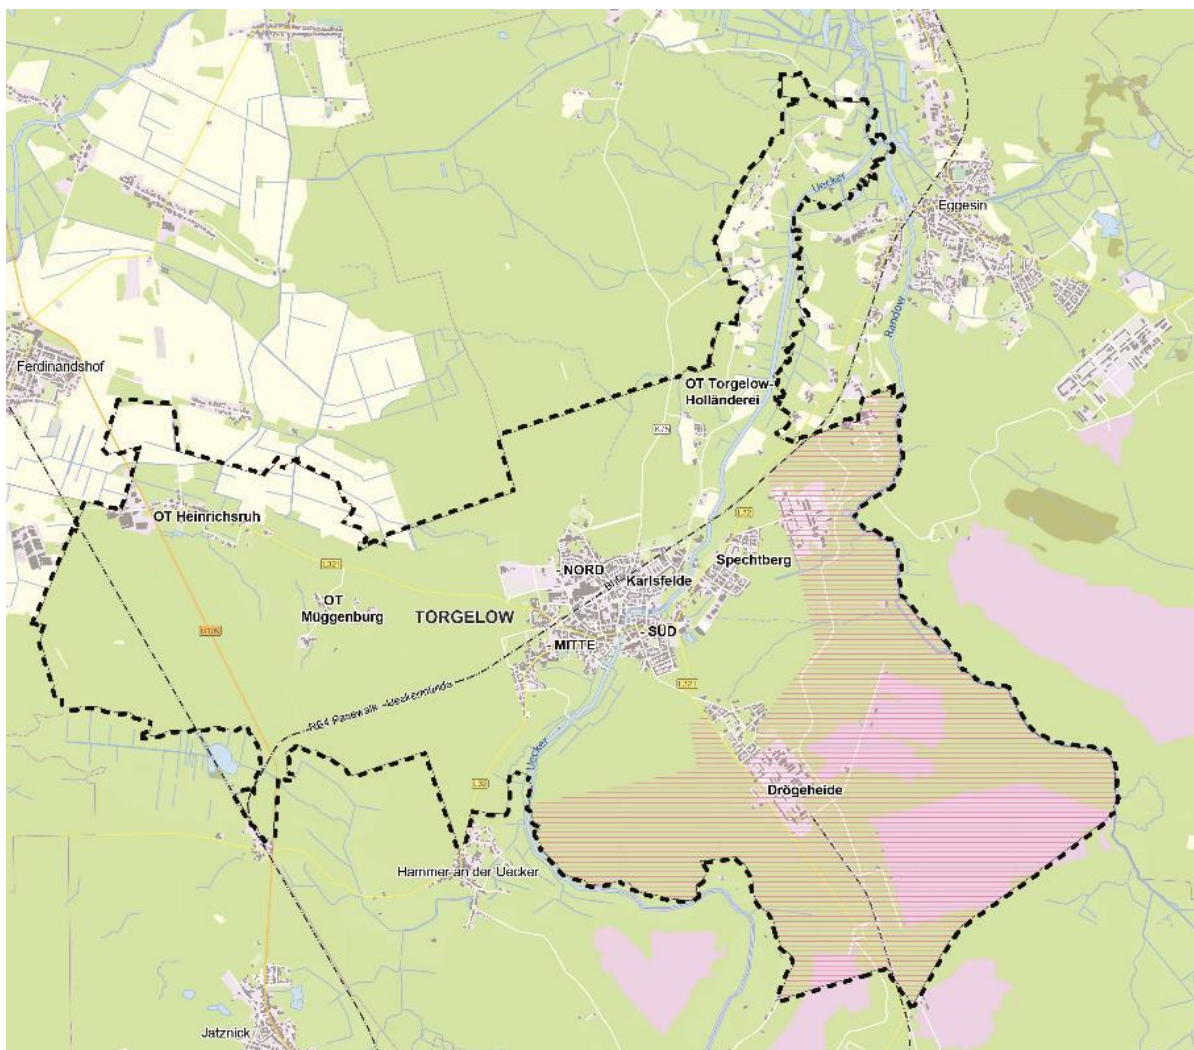 Uecker
Eggesin
Randow
Ferdinandshof
OT Torgelow-
Holländerei
K75
OT Heinrichsruh
L32
L321
Spechtberg
- NORD
Karlsfelde
OT
Müggenburg
TORGELOW
B109
- SÜD
- MITTE
L321
RB4 Pasewalk - Ueckermünde
Uecker
L32
Drögeheide
Hammer an der Uecker
Jatznick